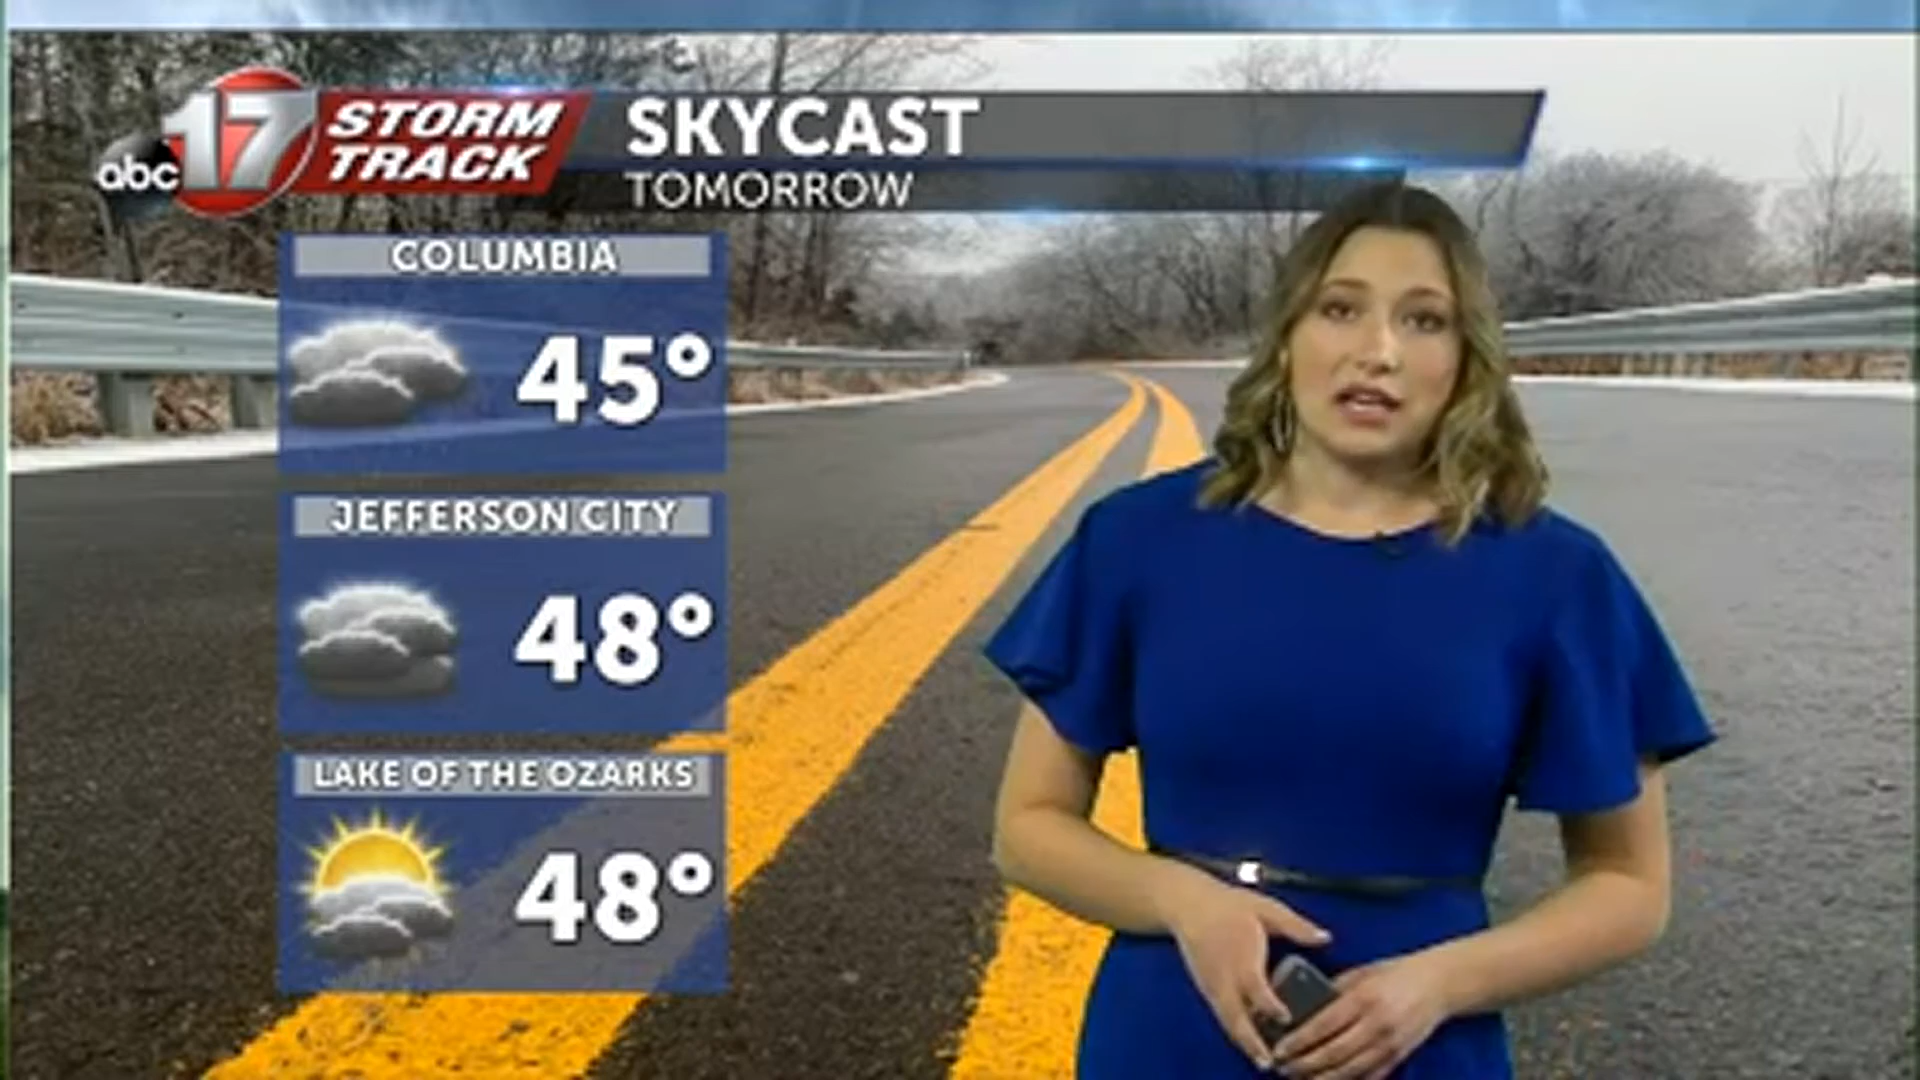 abc 17 STORM TRACK
SKYCAST
TOMORROW
COLUMBIA
45°
JEFFERSON CITY
48°
LAKE OF THE OZARKS
48°